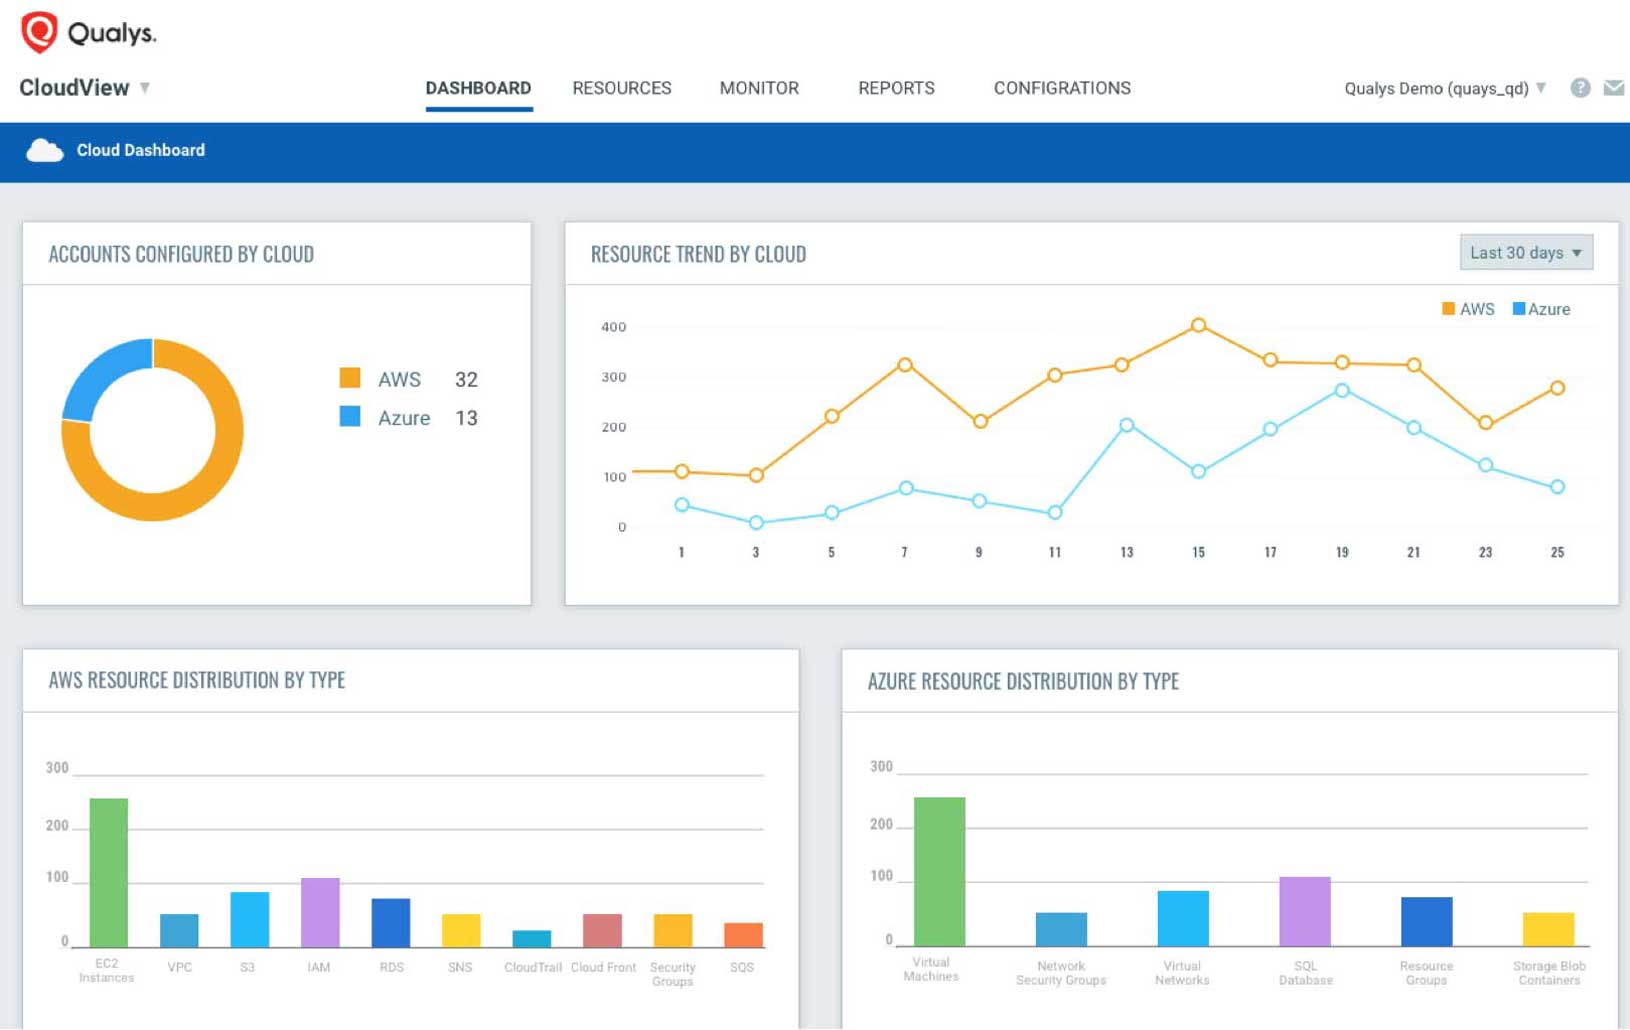 Qualys.
CloudView
DASHBOARD
RESOURCES
MONITOR
REPORTS
CONFIGRATIONS
Qualys Demo (quays_qd)
?
Cloud Dashboard
ACCOUNTS CONFIGURED BY CLOUD
AWS 32
Azure 13
RESOURCE TREND BY CLOUD
Last 30 days
AWS Azure
400
300
200
100
0
1 3 5 7 9 11 13 15 17 19 21 23 25
AWS RESOURCE DISTRIBUTION BY TYPE
300
200
100
0
EC2
Instances
VPC
S3
IAM
RDS
SNS
CloudTrail
Cloud Front
Security
Groups
SQS
AZURE RESOURCE DISTRIBUTION BY TYPE
300
200
100
0
Virtual
Machines
Network
Security Groups
Virtual
Networks
SQL
Database
Resource
Groups
Storage Blob
Containers